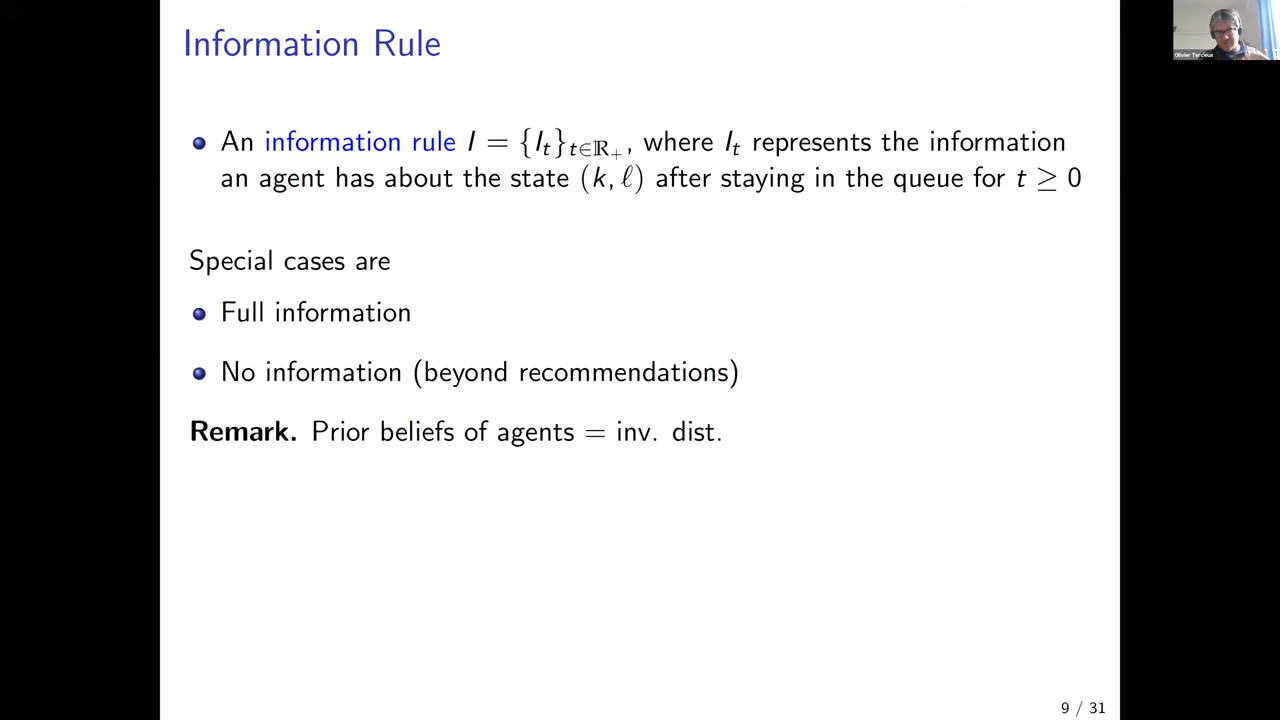 Information Rule
An information rule I = {I_t}_{t∈ℝ₊}, where I_t represents the information
an agent has about the state (k, ℓ) after staying in the queue for t ≥ 0
Special cases are
Full information
No information (beyond recommendations)
Remark. Prior beliefs of agents = inv. dist.
9 / 31
Olivier Tercieux